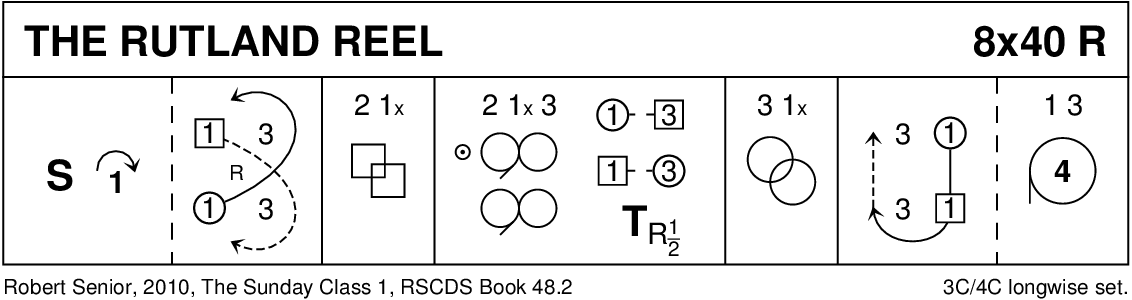 THE RUTLAND REEL 8x40 R
S 1
1 3
R
1 3
2 1x
2 1x 3
1 3
1 3
T R 1/2
3 1x
3 1
3 1
1 3
4
Robert Senior, 2010, The Sunday Class 1, RSCDS Book 48.2 3C/4C longwise set.